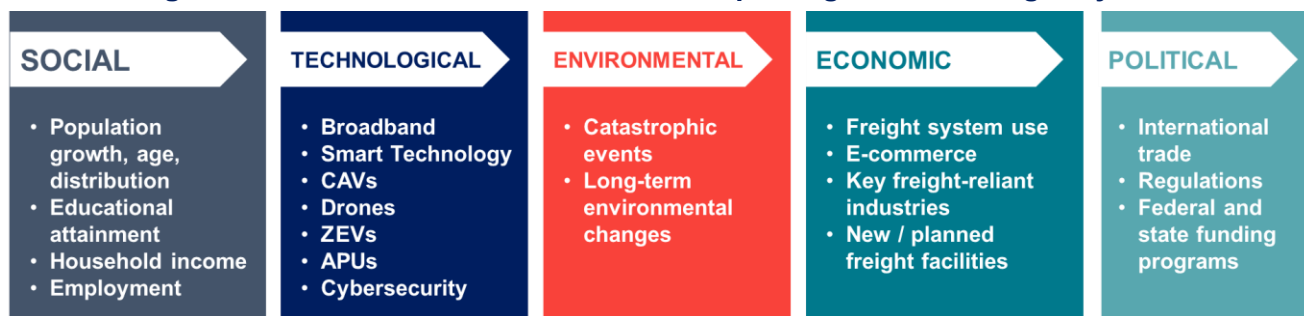 SOCIAL
• Population
growth, age,
distribution
• Educational
attainment
• Household income
• Employment
TECHNOLOGICAL
• Broadband
• Smart Technology
• CAVs
• Drones
• ZEVs
• APUs
• Cybersecurity
ENVIRONMENTAL
• Catastrophic
events
• Long-term
environmental
changes
ECONOMIC
• Freight system use
• E-commerce
• Key freight-reliant
industries
• New / planned
freight facilities
POLITICAL
• International
trade
• Regulations
• Federal and
state funding
programs